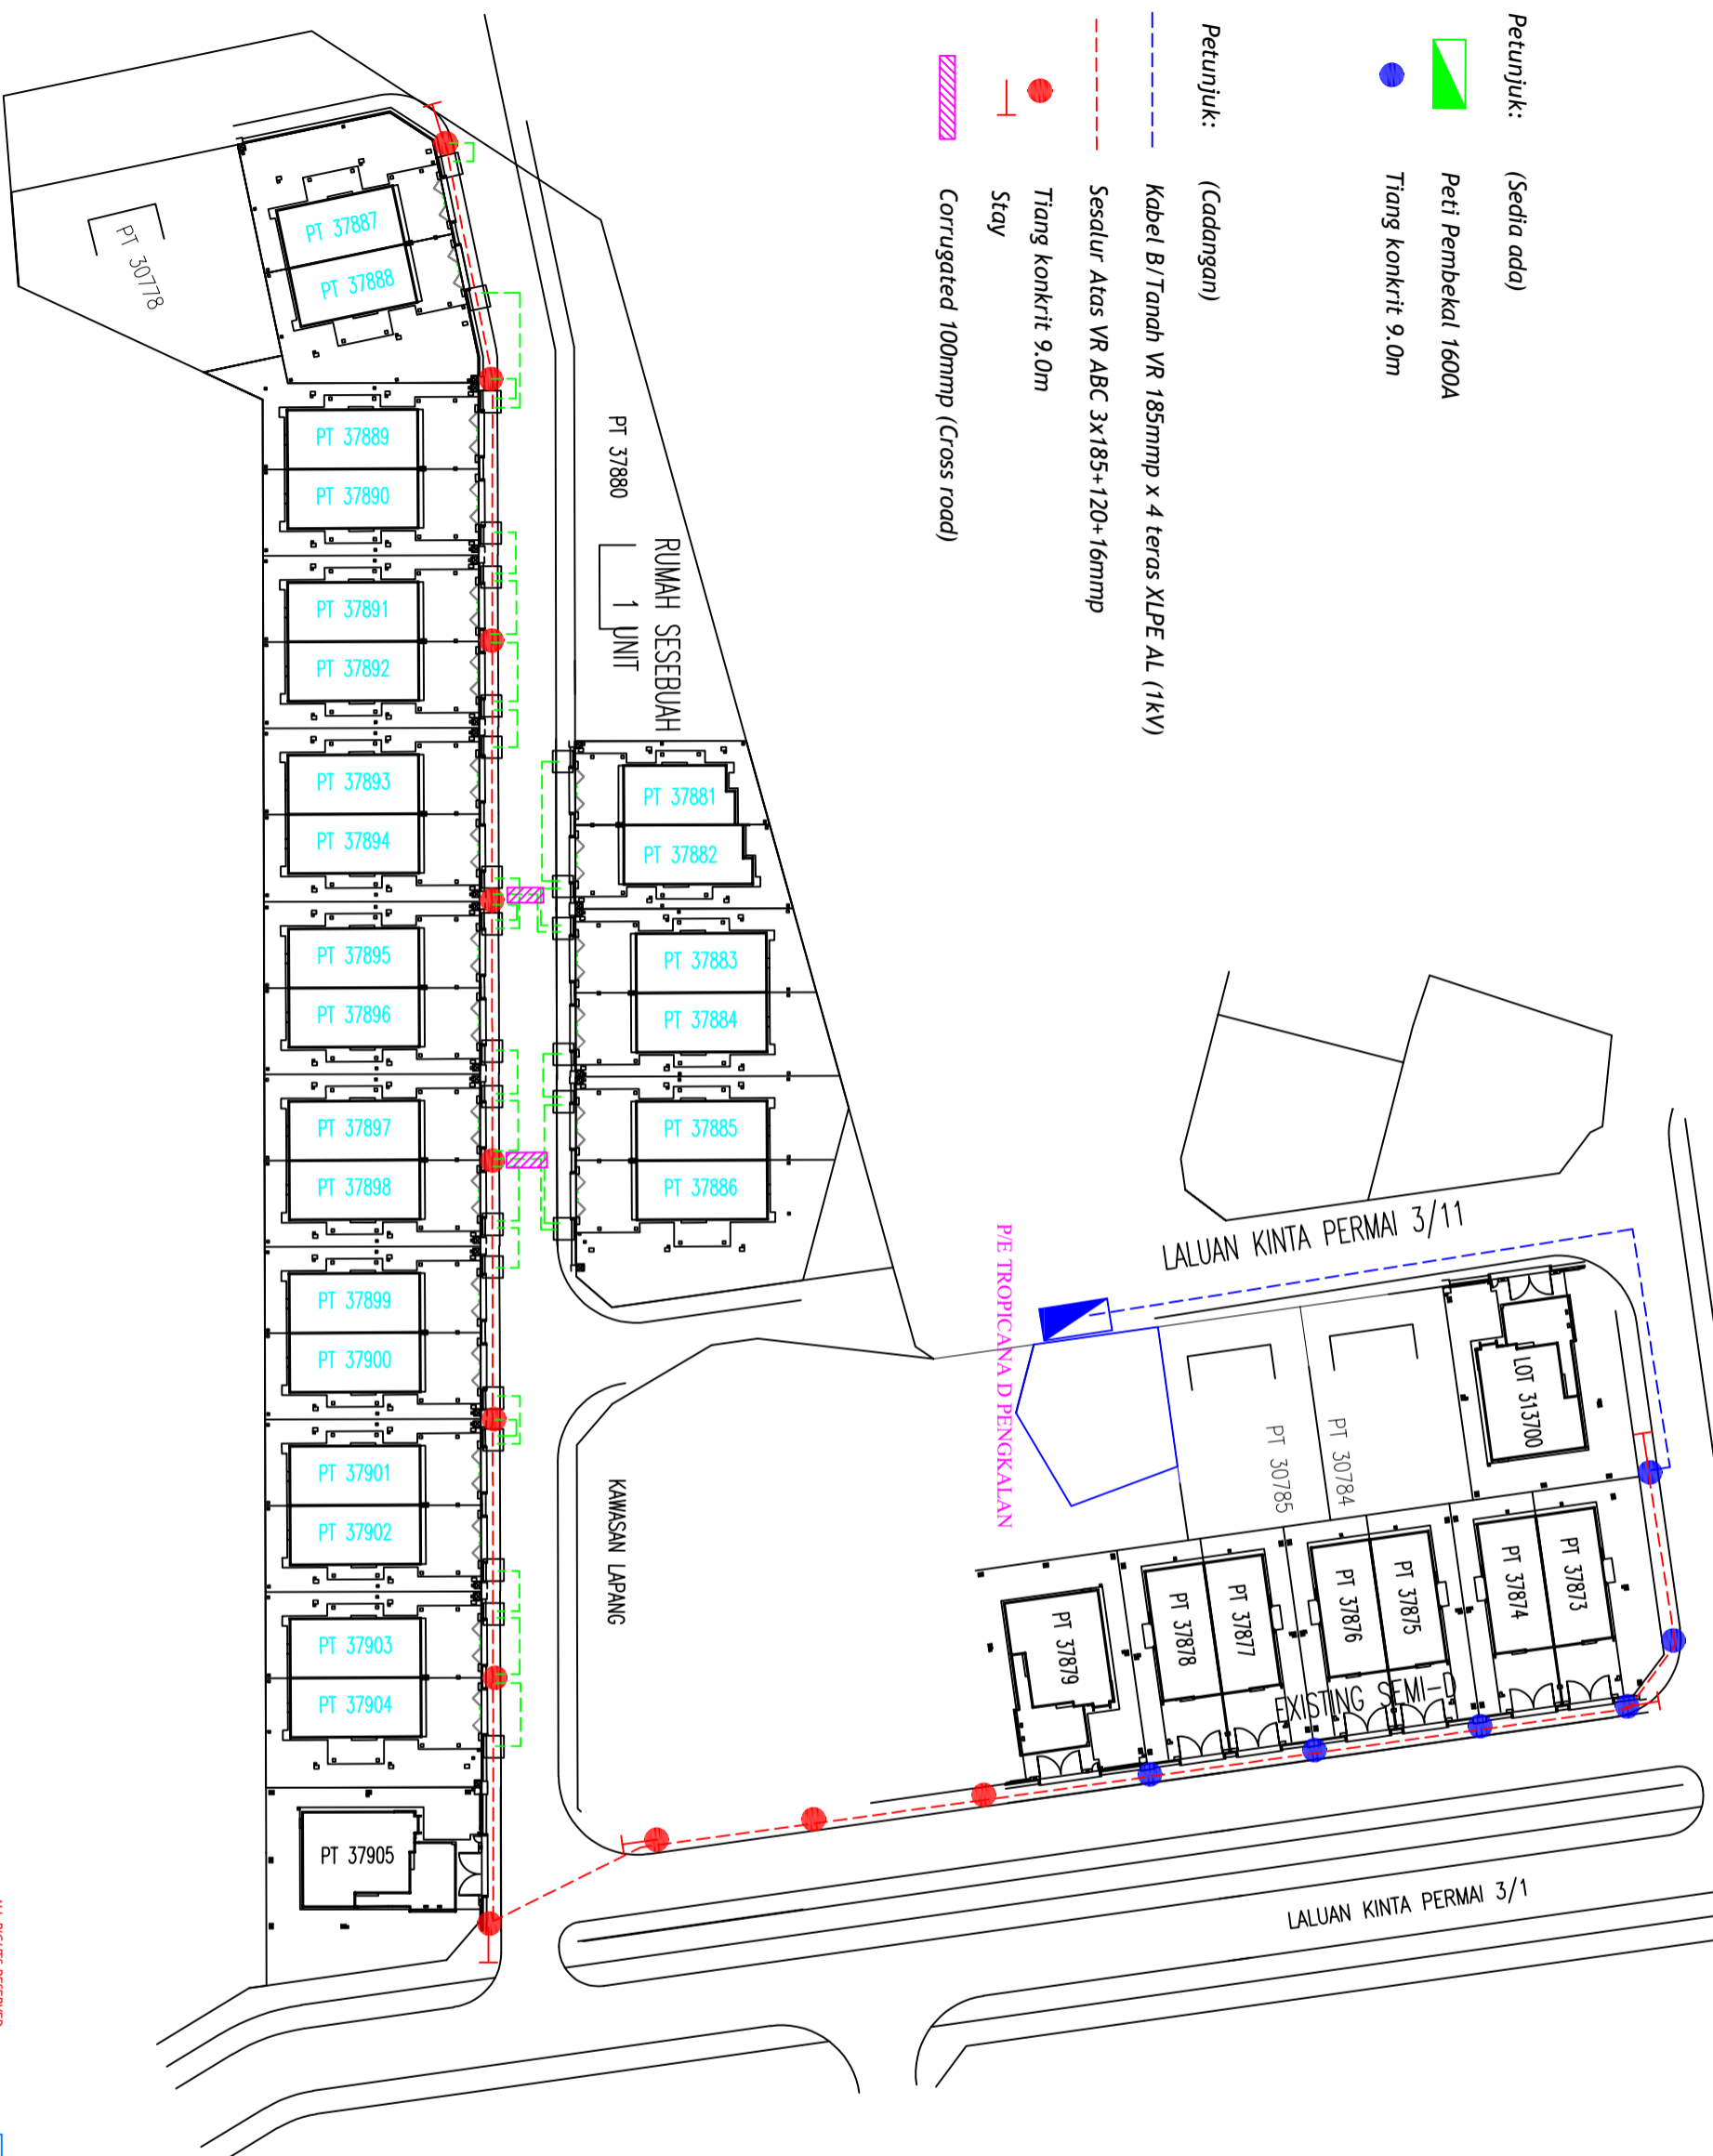 Petunjuk: (Sedia ada)
Peti Pembekal 1600A
Tiang konkrit 9.0m
Petunjuk: (Cadangan)
Kabel B/Tanah VR 185mmp x 4 teras XLPE AL (1kV)
Sesalur Atas VR ABC 3x185+120+16mmp
Tiang konkrit 9.0m
Stay
Corrugated 100mmp (Cross road)
PT 30778
PT 37887
PT 37888
PT 37889
PT 37890
PT 37891
PT 37892
PT 37893
PT 37894
PT 37895
PT 37896
PT 37897
PT 37898
PT 37899
PT 37900
PT 37901
PT 37902
PT 37903
PT 37904
PT 37905
PT 37880
RUMAH SESEBUAH
1 UNIT
PT 37881
PT 37882
PT 37883
PT 37884
PT 37885
PT 37886
LALUAN KINTA PERMAI 3/11
P/E TROPICANA D PENGKALAN
LOT 313700
PT 30784
PT 30785
PT 37873
PT 37874
PT 37875
PT 37876
PT 37877
PT 37878
PT 37879
EXISTING SEMI-D
KAWASAN LAPANG
LALUAN KINTA PERMAI 3/1